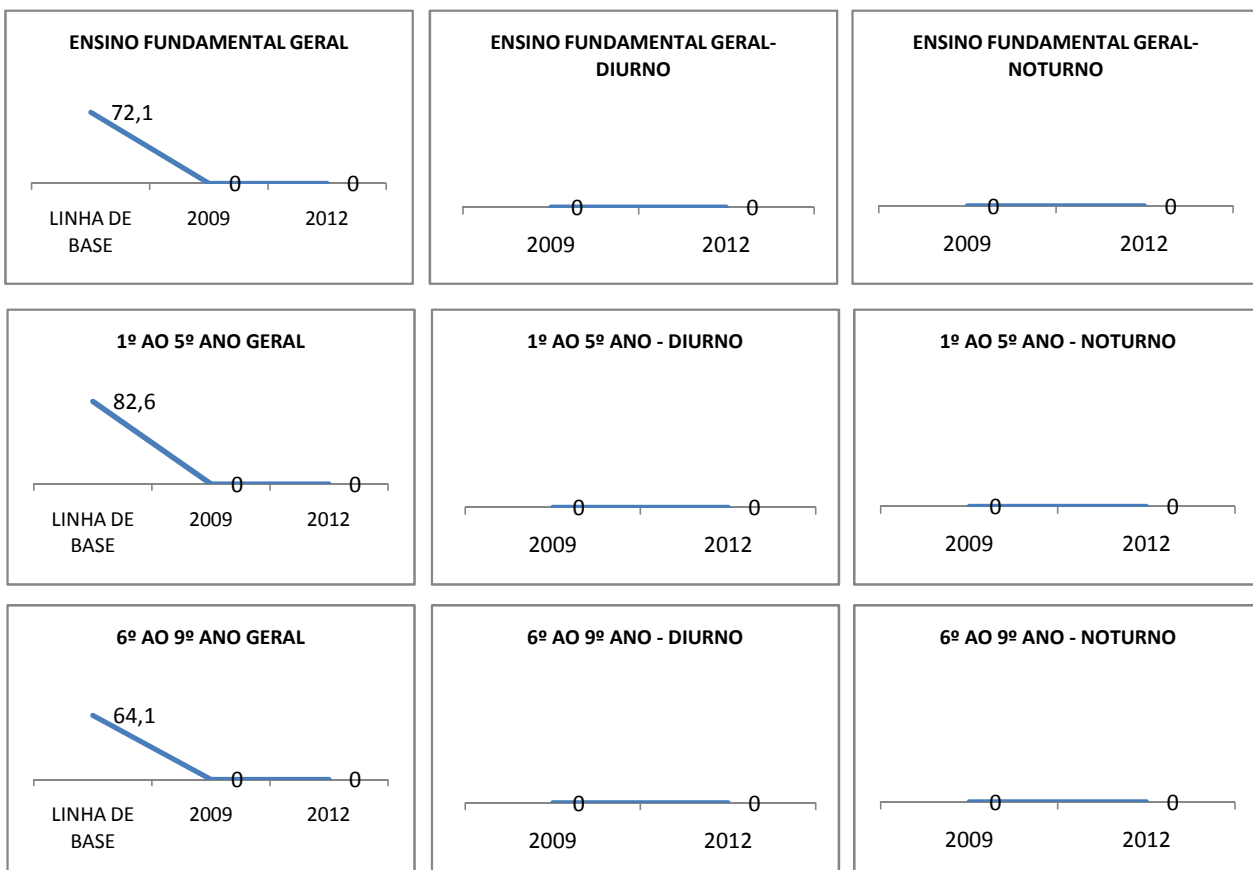 ENSINO FUNDAMENTAL GERAL
72,1
0
0
LINHA DE
BASE
2009
2012
ENSINO FUNDAMENTAL GERAL-
DIURNO
0
0
2009
2012
ENSINO FUNDAMENTAL GERAL-
NOTURNO
0
0
2009
2012
1º AO 5º ANO GERAL
82,6
0
0
LINHA DE
BASE
2009
2012
1º AO 5º ANO - DIURNO
0
0
2009
2012
1º AO 5º ANO - NOTURNO
0
0
2009
2012
6º AO 9º ANO GERAL
64,1
0
0
LINHA DE
BASE
2009
2012
6º AO 9º ANO - DIURNO
0
0
2009
2012
6º AO 9º ANO - NOTURNO
0
0
2009
2012